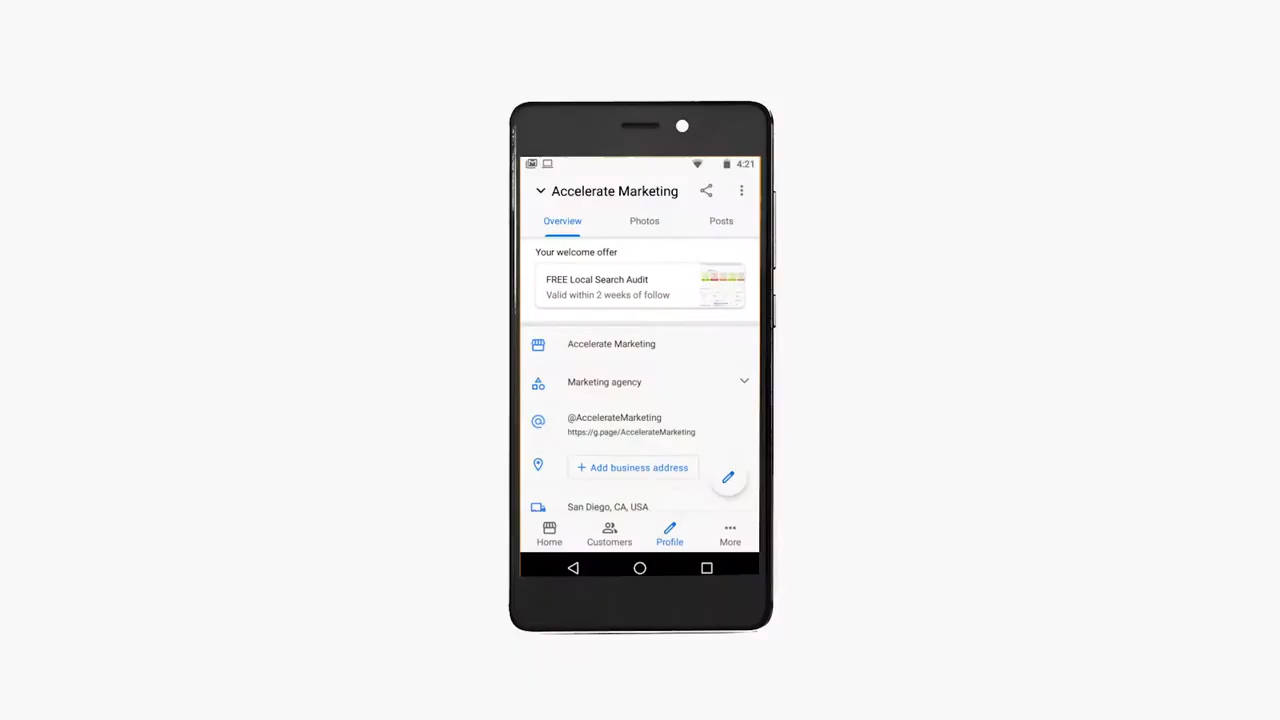 4:21
Accelerate Marketing
Overview Photos Posts
Your welcome offer
FREE Local Search Audit
Valid within 2 weeks of follow
Accelerate Marketing
Marketing agency
@AccelerateMarketing
https://g.page/AccelerateMarketing
+ Add business address
San Diego, CA, USA
Home Customers Profile More